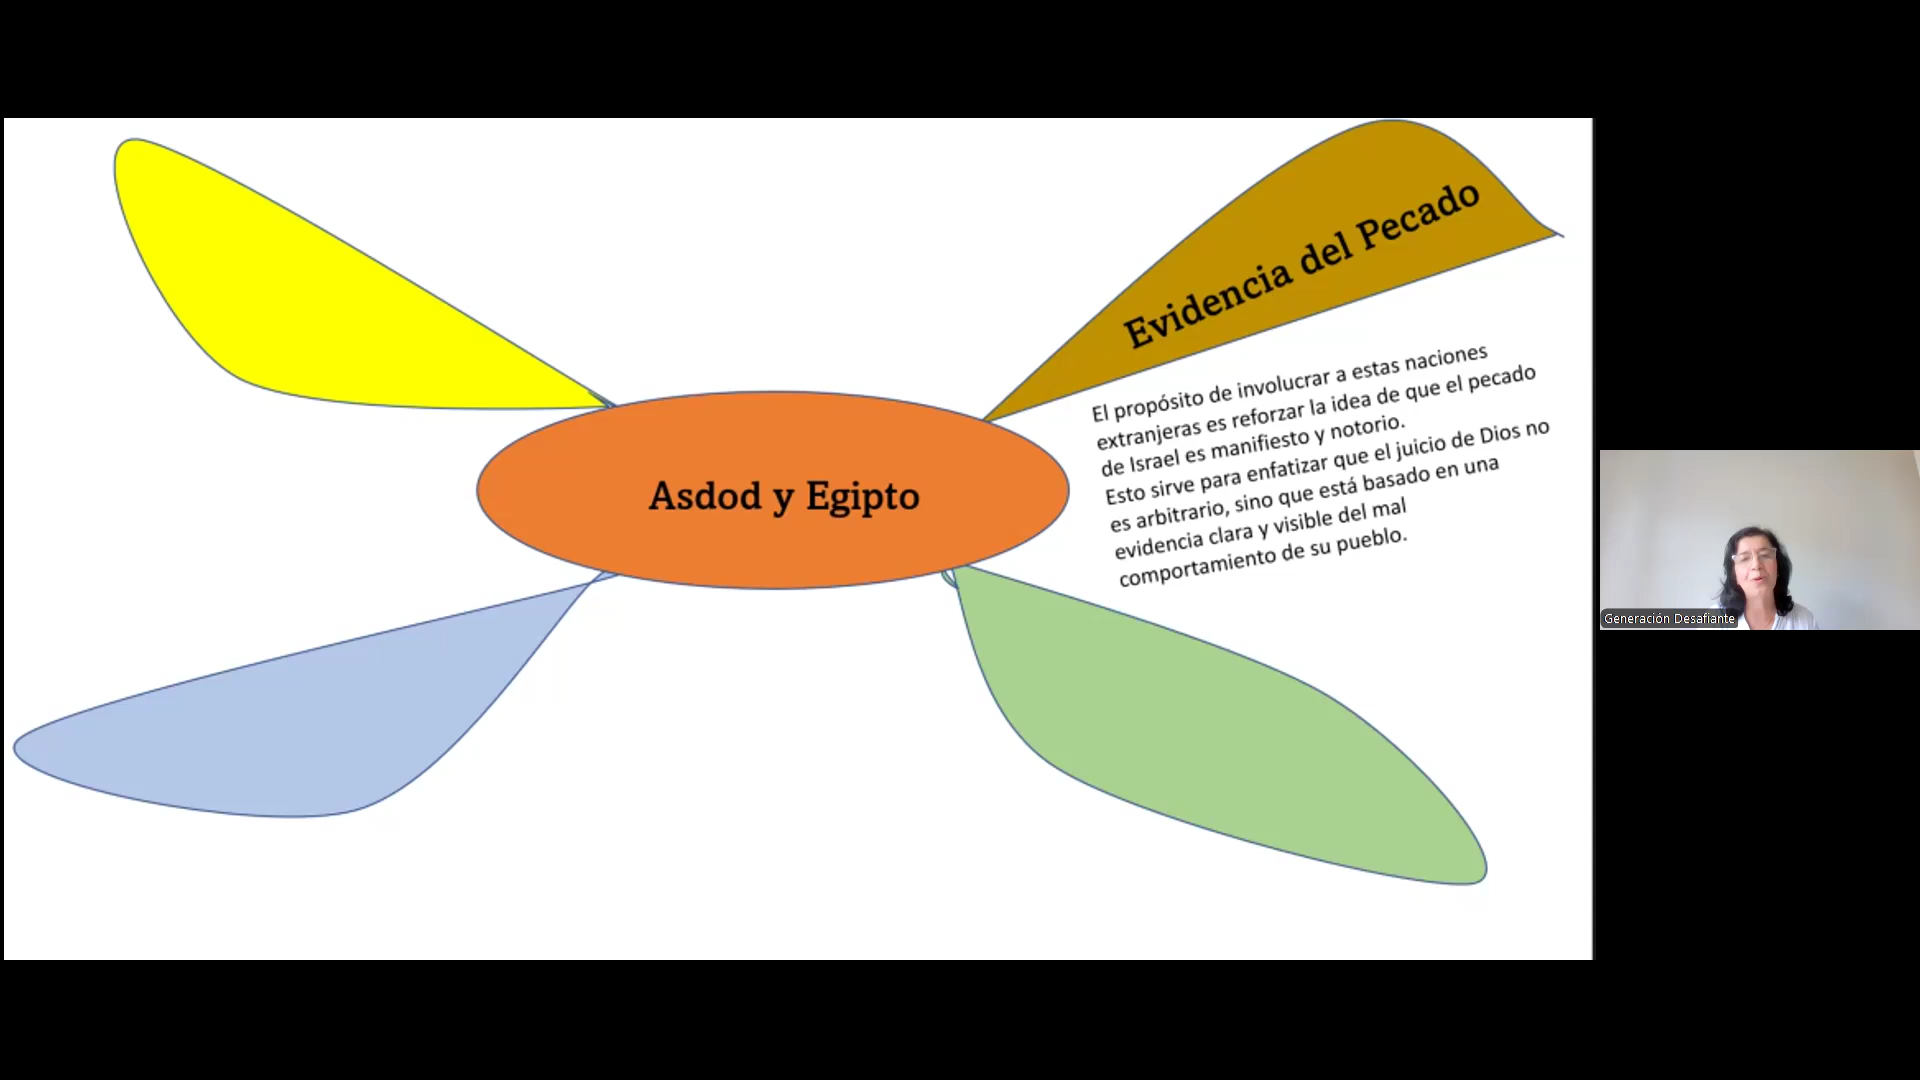 Evidencia del Pecado
El propósito de involucrar a estas naciones
extranjeras es reforzar la idea de que el pecado
de Israel es manifiesto y notorio.
Esto sirve para enfatizar que el juicio de Dios no
es arbitrario, sino que está basado en una
evidencia clara y visible del mal
comportamiento de su pueblo.
Asdod y Egipto
Generación Desafiante